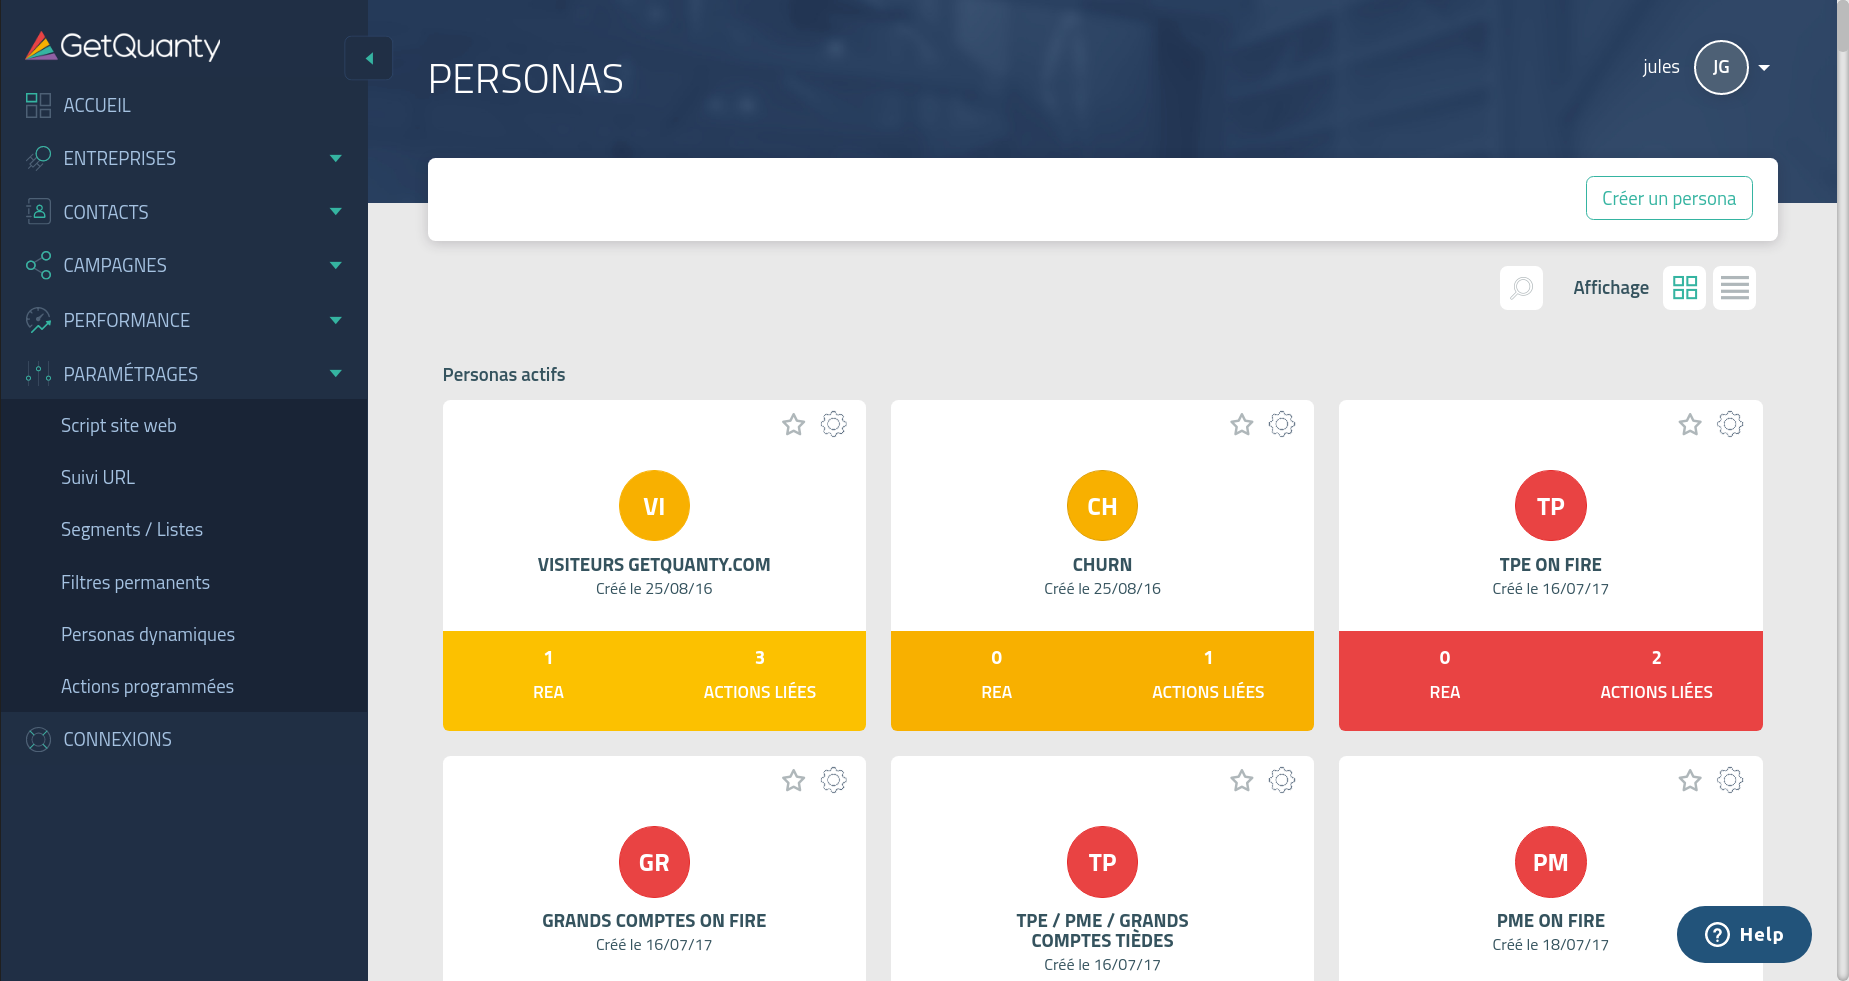 GetQuanty
ACCUEIL
ENTREPRISES
CONTACTS
CAMPAGNES
PERFORMANCE
PARAMÉTRAGES
Script site web
Suivi URL
Segments / Listes
Filtres permanents
Personas dynamiques
Actions programmées
CONNEXIONS
PERSONAS
jules JG
Créer un persona
Affichage
Personas actifs
VI
VISITEURS GETQUANTY.COM
Créé le 25/08/16
1 3
REA ACTIONS LIÉES
CH
CHURN
Créé le 25/08/16
0 1
REA ACTIONS LIÉES
TP
TPE ON FIRE
Créé le 16/07/17
0 2
REA ACTIONS LIÉES
GR
GRANDS COMPTES ON FIRE
Créé le 16/07/17
TP
TPE / PME / GRANDS
COMPTES TIÈDES
Créé le 16/07/17
PM
PME ON FIRE
Créé le 18/07/17
Help